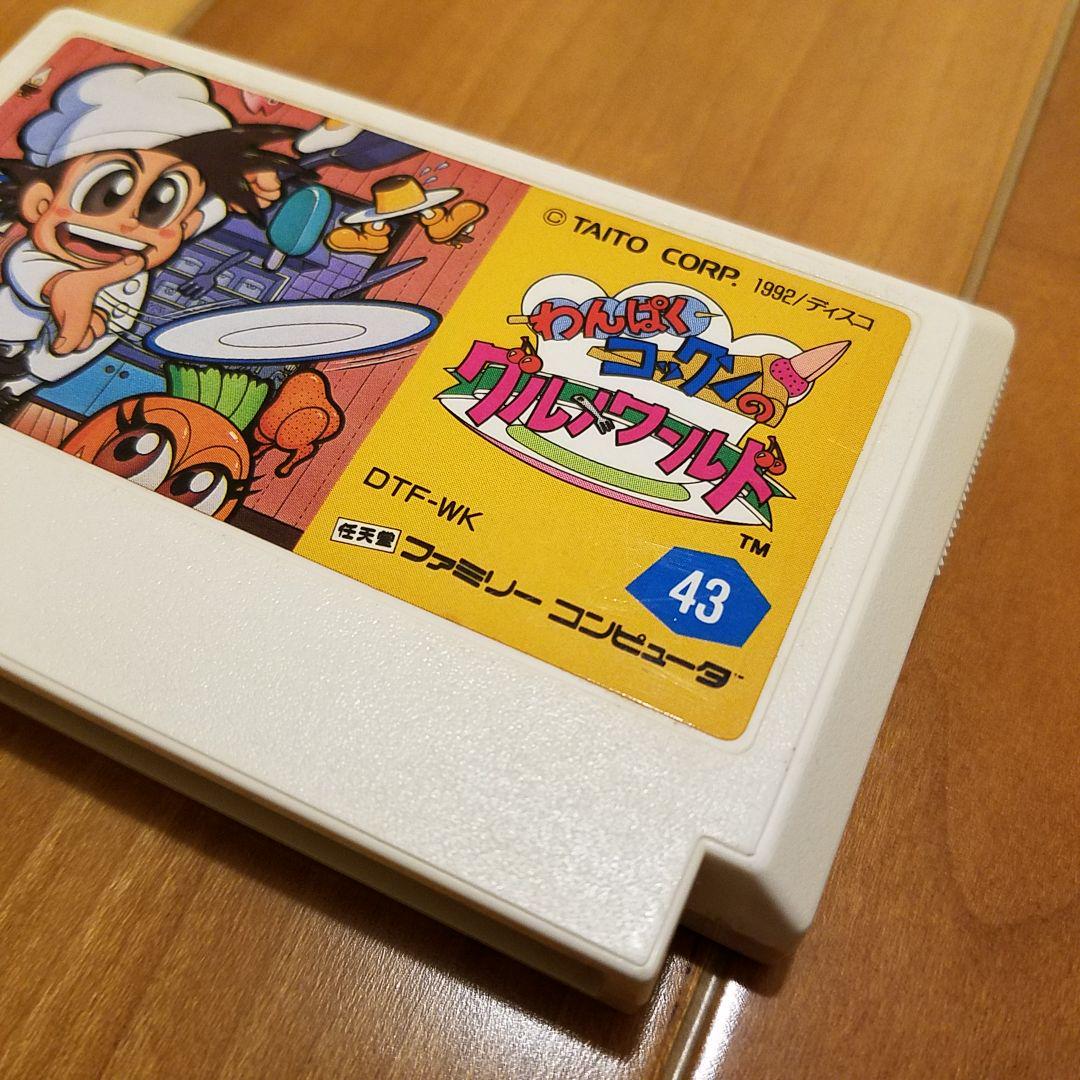 © TAITO CORP. 1992/ディスコ
わんぱく
コックンの
グルメワールド
TM
DTF-WK
任天堂 ファミリー コンピュータ™
43